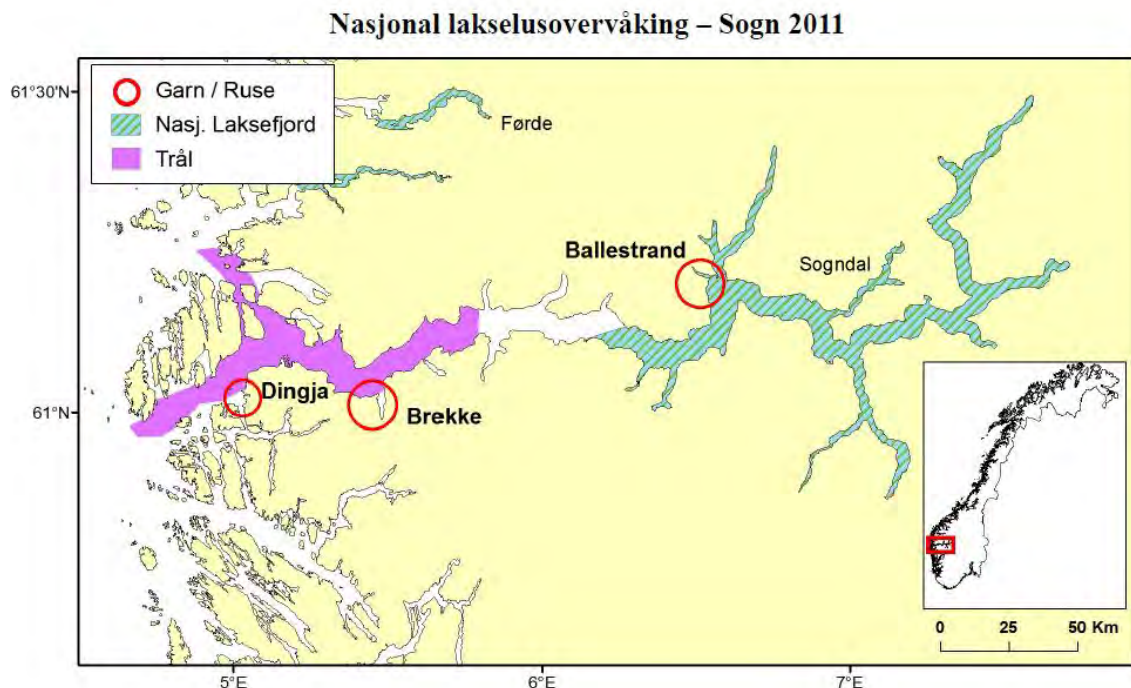 Nasjonal lakselusovervåking – Sogn 2011
Garn / Ruse
Nasj. Laksefjord
Trål
61°30'N
Førde
Ballestrand
Sogndal
Dingja
61°N
Brekke
0 25 50 Km
5°E 6°E 7°E